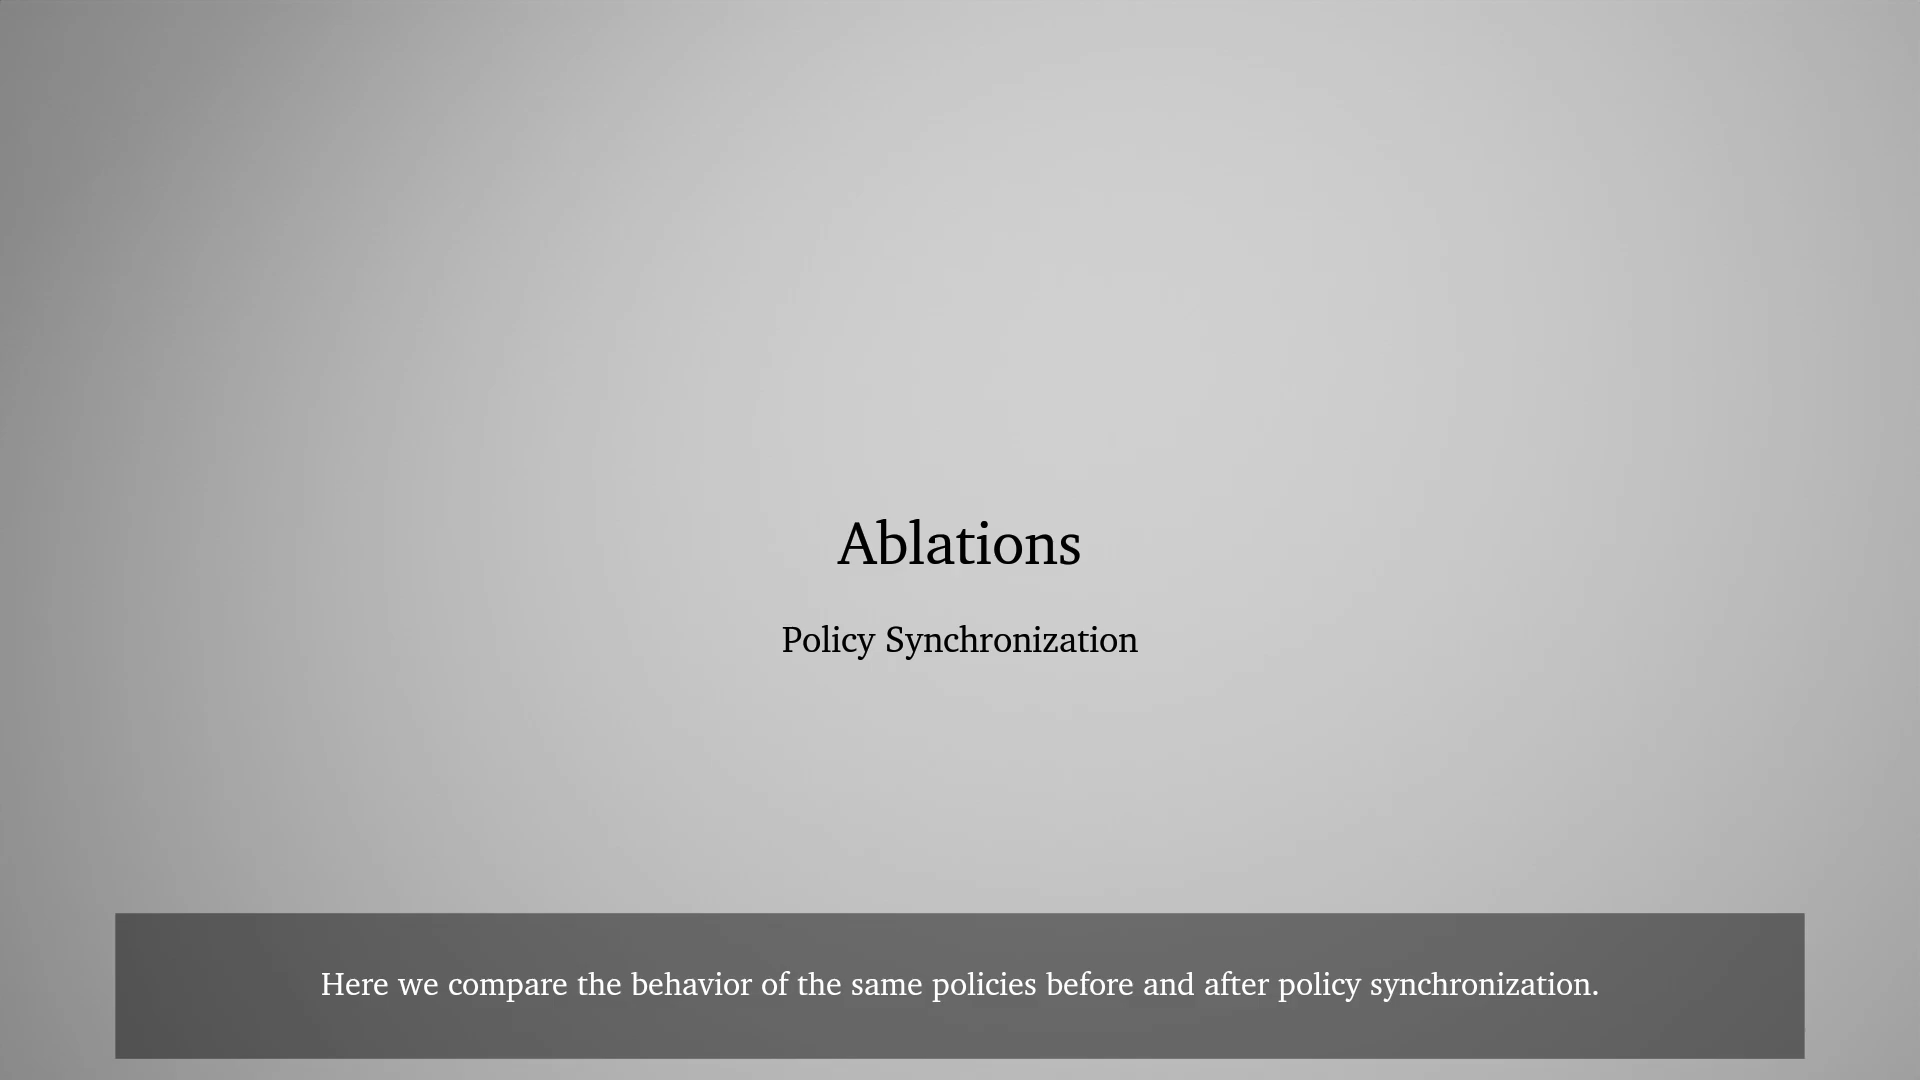 Ablations
Policy Synchronization
Here we compare the behavior of the same policies before and after policy synchronization.